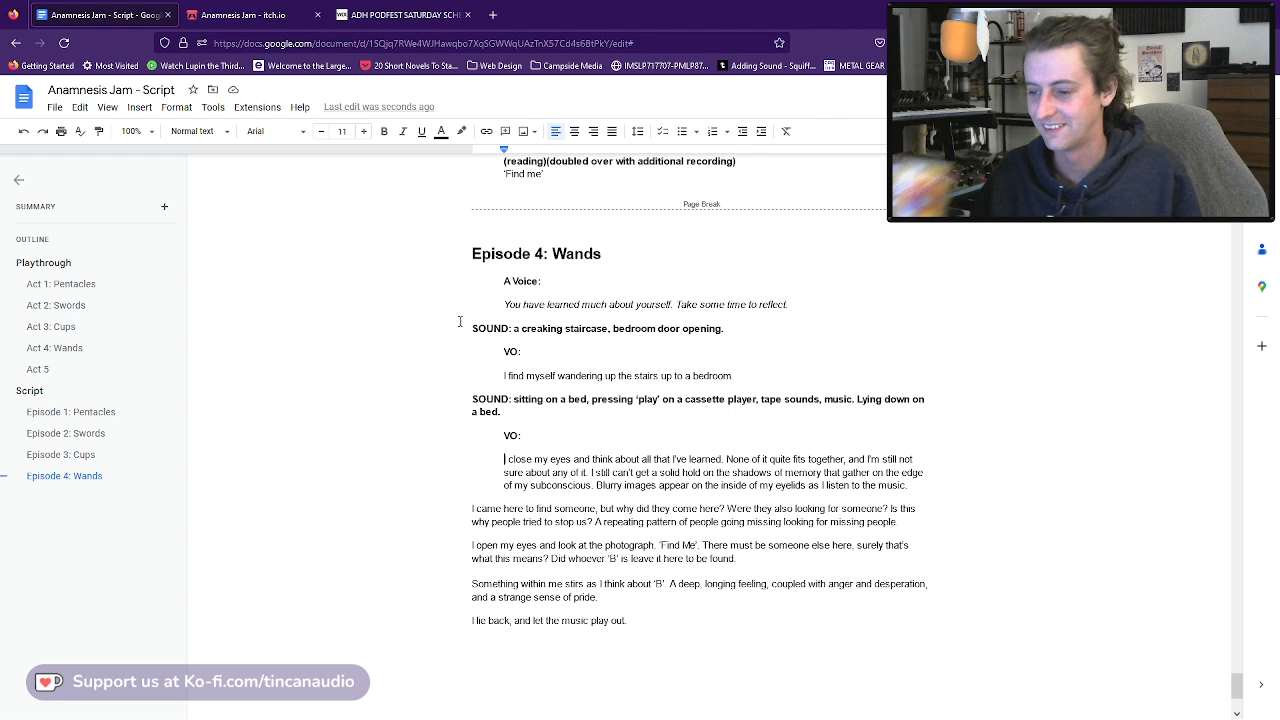 Anamnesis Jam - Script - Goog
Anamnesis Jam - itch.io
WIX
ADH PODFEST SATURDAY SCHE
https://docs.google.com/document/d/1SQjq7RWe4WJHawqbo7XqSGWWqUAzTnXS7Cd4s6BtPkY/edit#
Getting Started
Most Visited
Watch Lupin the Third...
Welcome to the Large...
20 Short Novels To S...
Web Design
Campside Media
IMSLP717707-PMLP87...
Adding Sound - Squiff...
METAL GEAR
Anamnesis Jam - Script
File Edit View Insert Format Tools Extensions Help
Last edit was seconds ago
100% Normal text Arial 11
B I U A
(reading)(doubled over with additional recording)
'Find me'
Page Break
SUMMARY
OUTLINE
Playthrough
Act 1: Pentacles
Act 2: Swords
Act 3: Cups
Act 4: Wands
Act 5
Script
Episode 1: Pentacles
Episode 2: Swords
Episode 3: Cups
Episode 4: Wands
Episode 4: Wands
A Voice:
You have learned much about yourself. Take some time to reflect.
SOUND: a creaking staircase, bedroom door opening.
VO:
I find myself wandering up the stairs up to a bedroom.
SOUND: sitting on a bed, pressing 'play' on a cassette player, tape sounds, music. Lying down on
a bed.
VO:
I close my eyes and think about all that I've learned. None of it quite fits together, and I'm still not
sure about any of it. I still can't get a solid hold on the shadows of memory that gather on the edge
of my subconscious. Blurry images appear on the inside of my eyelids as I listen to the music.
I came here to find someone, but why did they come here? Were they also looking for someone? Is this
why people tried to stop us? A repeating pattern of people going missing looking for missing people.
I open my eyes and look at the photograph. 'Find Me'. There must be someone else here, surely that's
what this means? Did whoever 'B' is leave it here to be found.
Something within me stirs as I think about 'B'. A deep, longing feeling, coupled with anger and desperation,
and a strange sense of pride.
I lie back, and let the music play out.
Support us at Ko-fi.com/tincanaudio